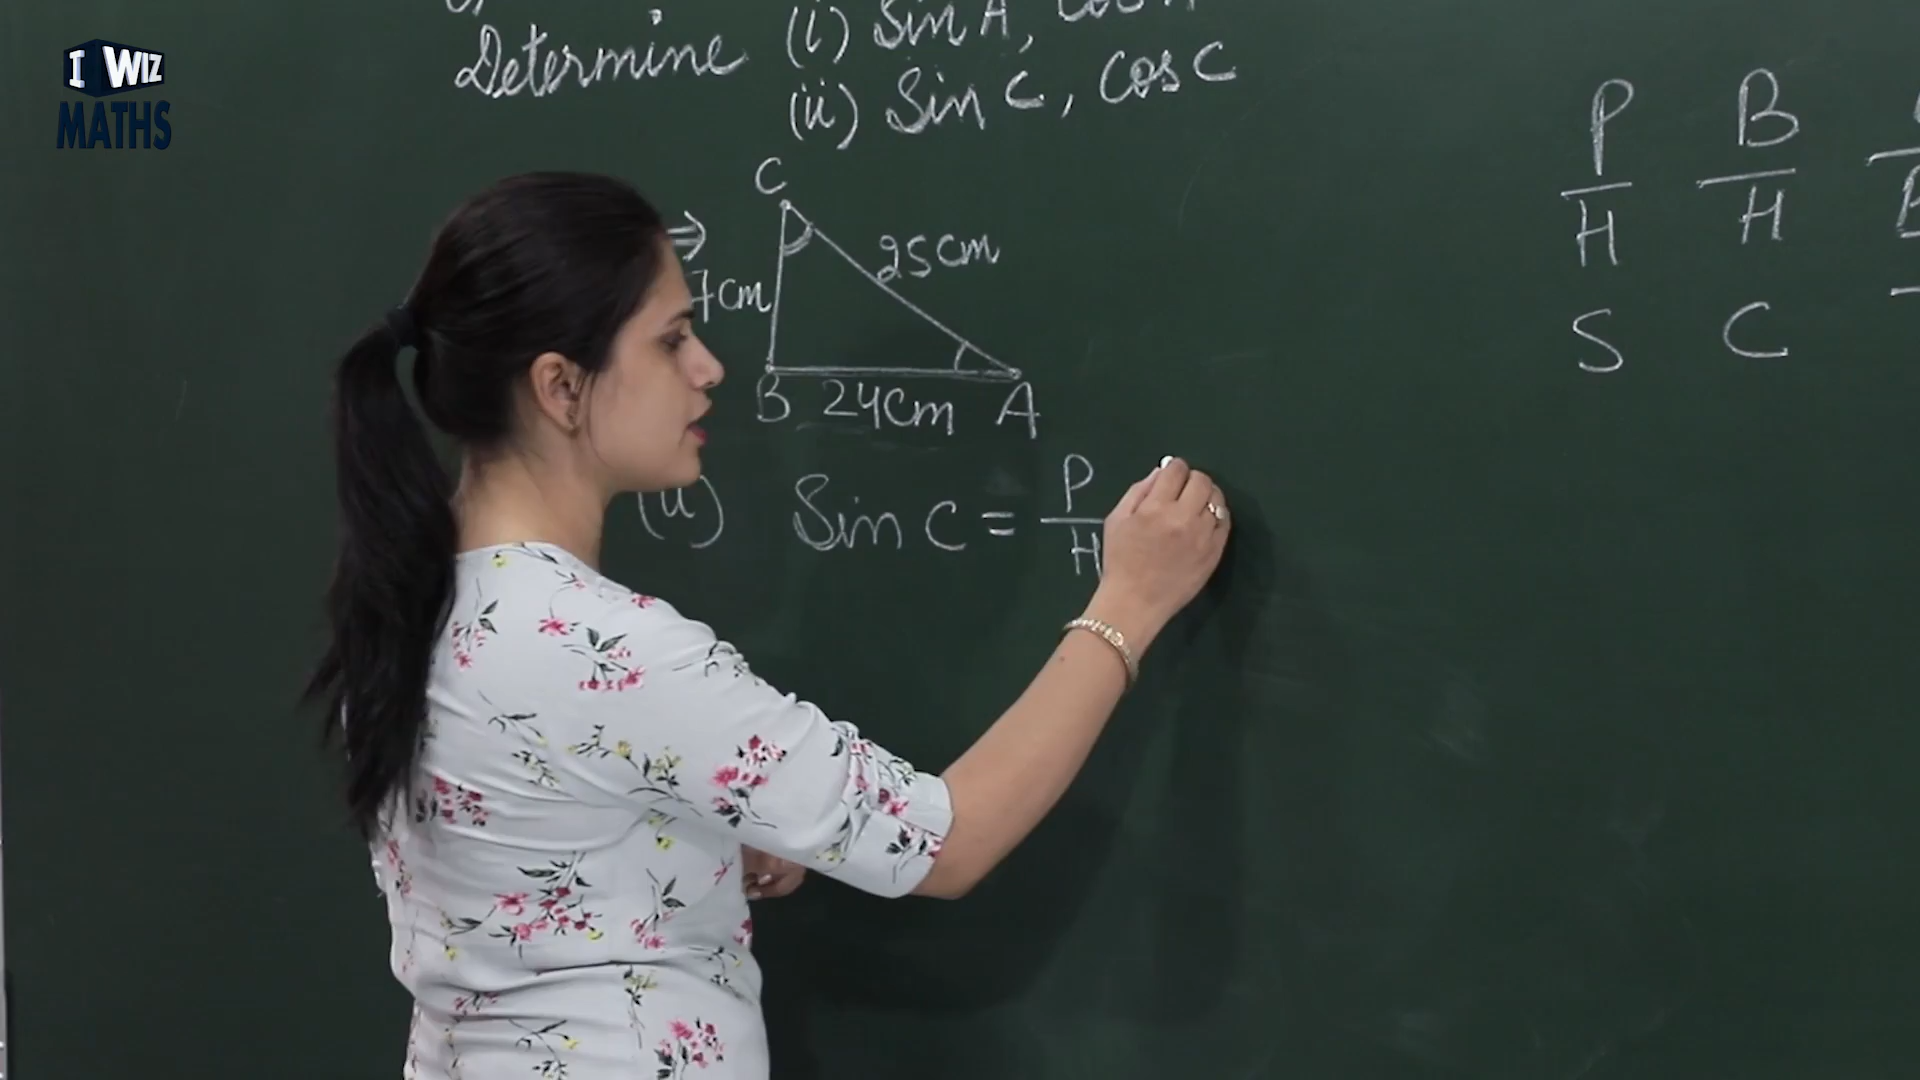 I WIZ
MATHS
Determine (i) Sin A,
(ii) Sin C, Cos C
C
7cm
25cm
B 24cm A
(ii) Sin C = P
H
P B
H H
S C